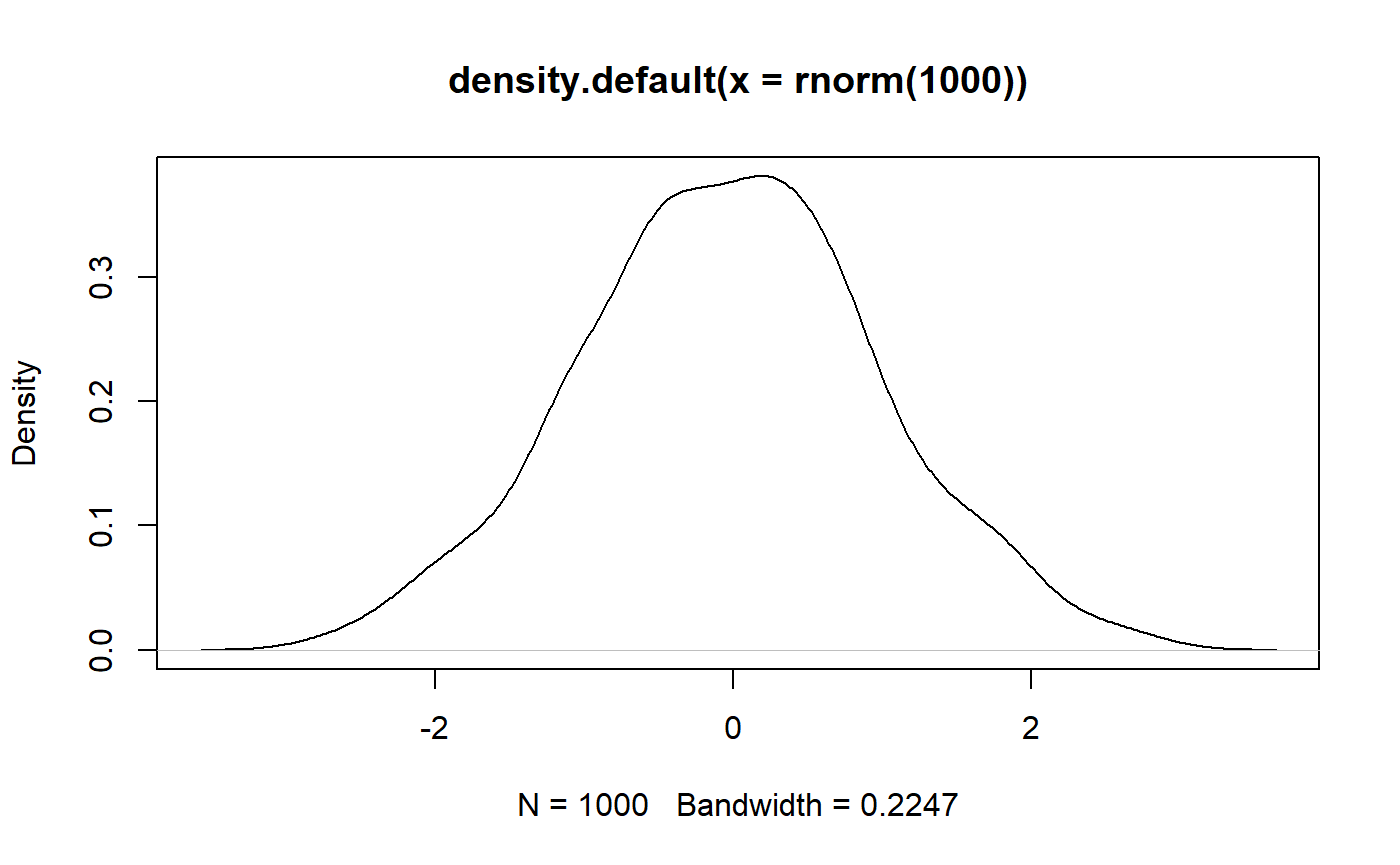 density.default(x = rnorm(1000))
Density
0.3
0.2
0.1
0.0
-2 0 2
N = 1000 Bandwidth = 0.2247